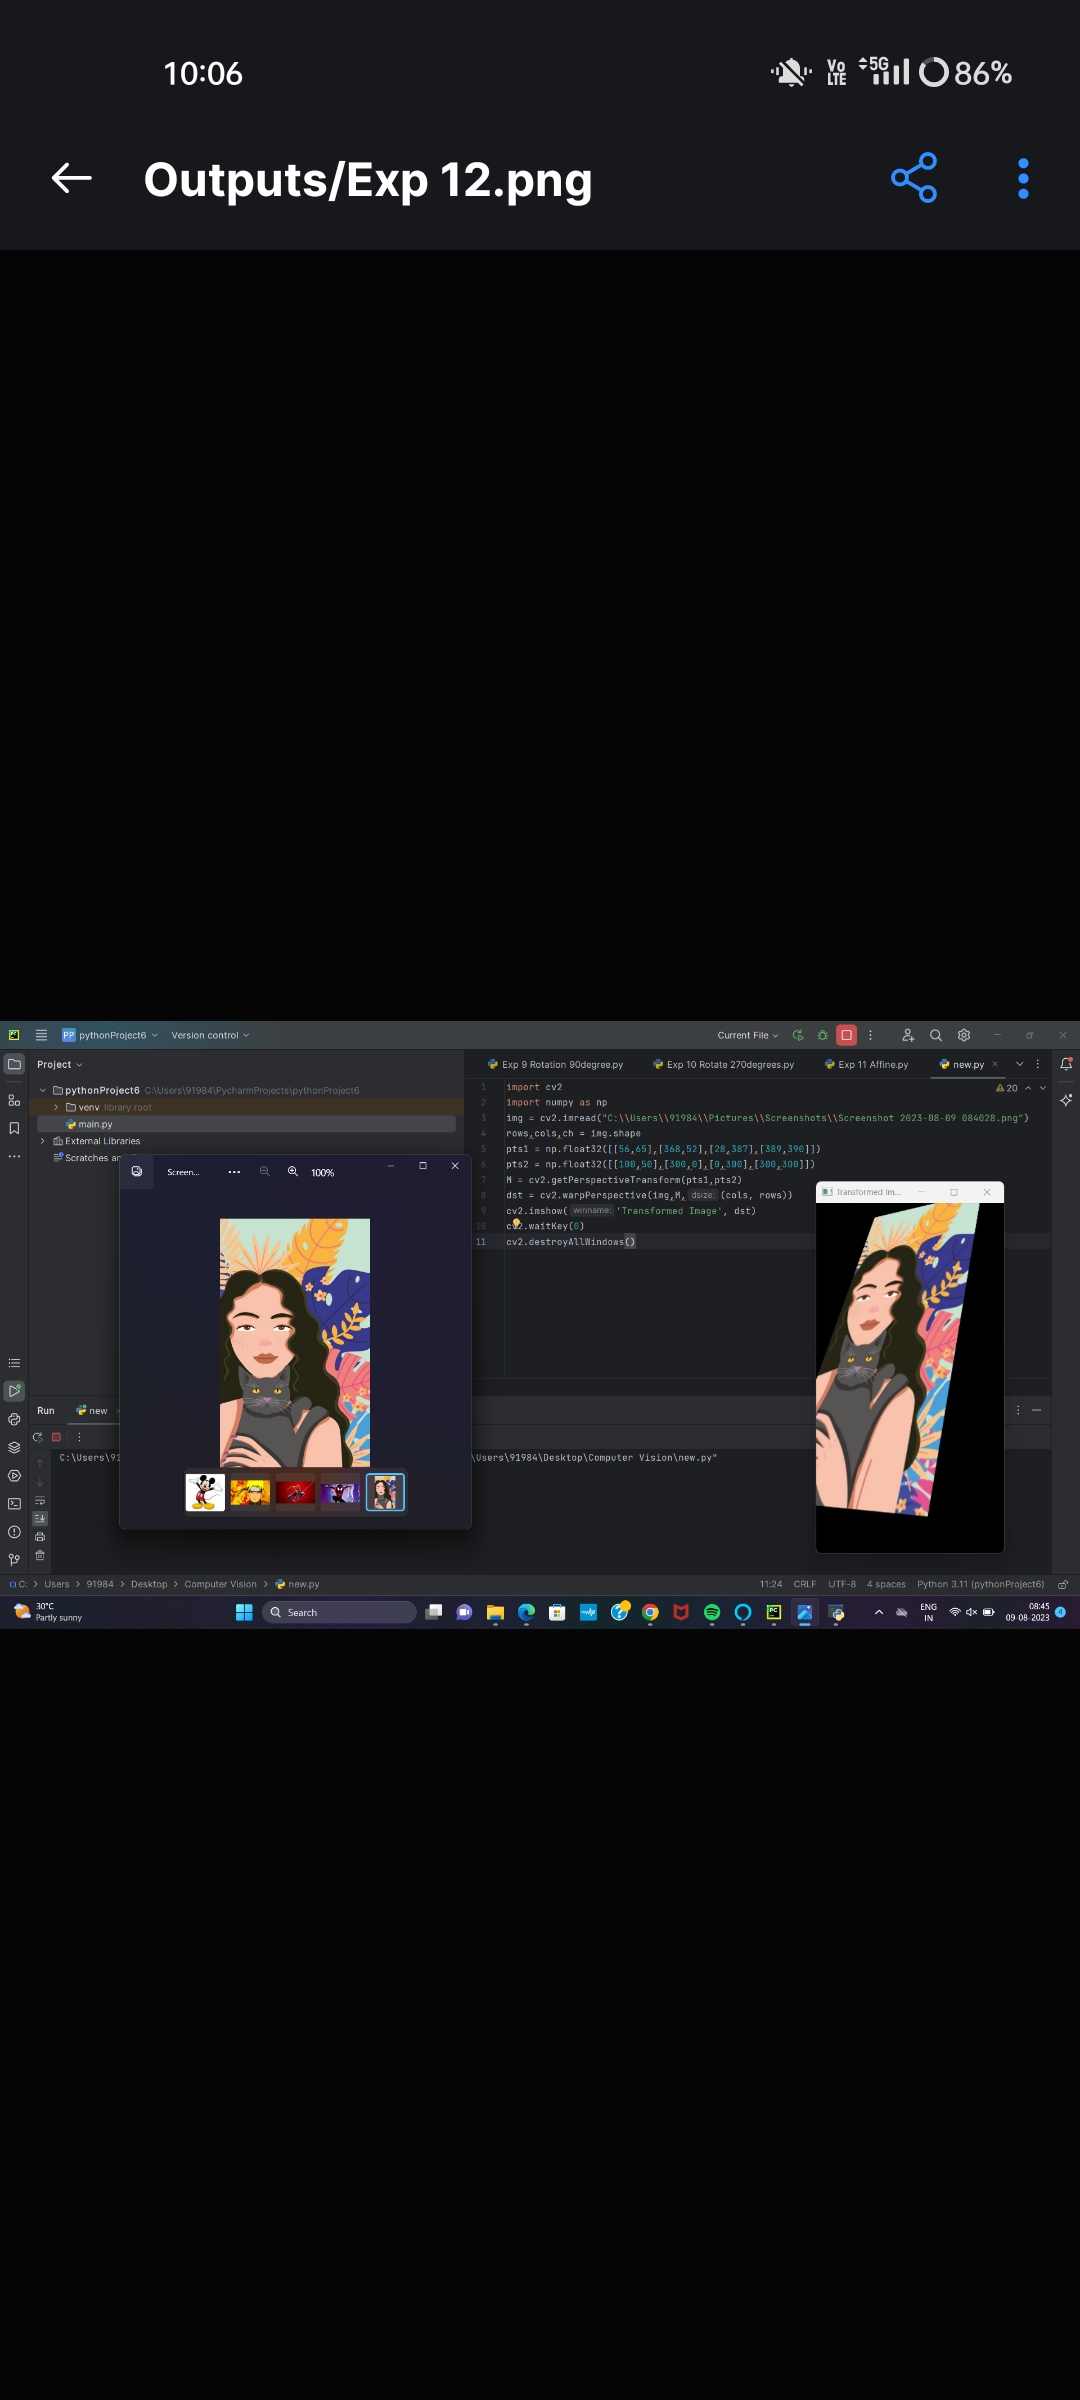 10:06
Vo LTE 5G 86%
Outputs/Exp 12.png
PC
PP pythonProject6
Version control
Current File
Project
Exp 9 Rotation 90degree.py
Exp 10 Rotate 270degrees.py
Exp 11 Affine.py
new.py
pythonProject6 C:\Users\91984\PycharmProjects\pythonProject6
venv library root
main.py
External Libraries
Scratches an
20
1 import cv2
2 import numpy as np
3 img = cv2.imread("C:\\Users\\91984\\Pictures\\Screenshots\\Screenshot 2023-08-09 084028.png")
4 rows,cols,ch = img.shape
5 pts1 = np.float32([[56,65],[368,52],[28,387],[389,390]])
6 pts2 = np.float32([[100,50],[300,0],[0,300],[300,300]])
7 M = cv2.getPerspectiveTransform(pts1,pts2)
8 dst = cv2.warpPerspective(img,M, dsize: (cols, rows))
9 cv2.imshow( winname: 'Transformed Image', dst)
10 cv2.waitKey(0)
11 cv2.destroyAllWindows()
Screen...
100%
Transformed Im...
Run
new
C:\Users\91
\Users\91984\Desktop\Computer Vision\new.py"
C: > Users > 91984 > Desktop > Computer Vision > new.py
11:24 CRLF UTF-8 4 spaces Python 3.11 (pythonProject6)
30°C
Partly sunny
Search
ENG
IN
08:45
09-08-2023
4